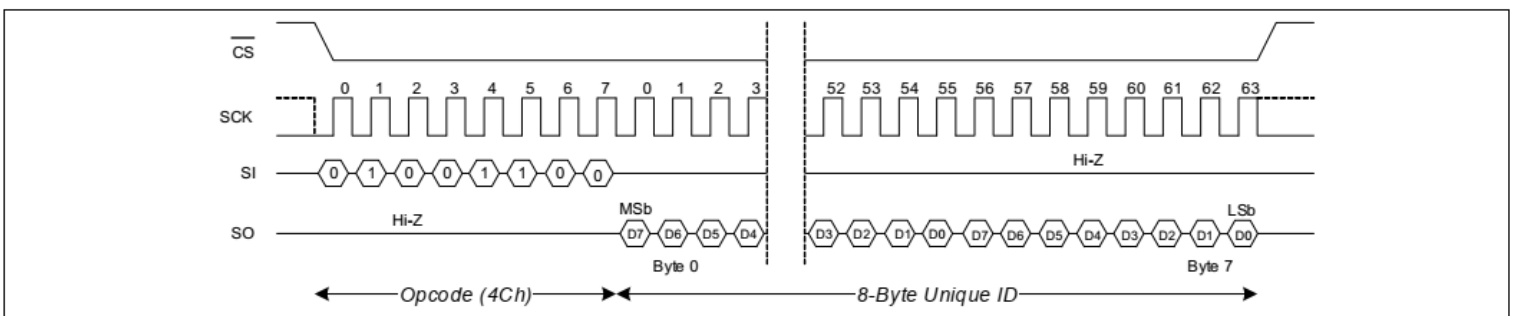 CS
0 1 2 3 4 5 6 7 0 1 2 3 52 53 54 55 56 57 58 59 60 61 62 63
SCK
Hi-Z
SI 0 1 0 0 1 1 0 0
MSb LSb
Hi-Z
SO D7 D6 D5 D4 D3 D2 D1 D0 D7 D6 D5 D4 D3 D2 D1 D0
Byte 0 Byte 7
Opcode (4Ch) 8-Byte Unique ID